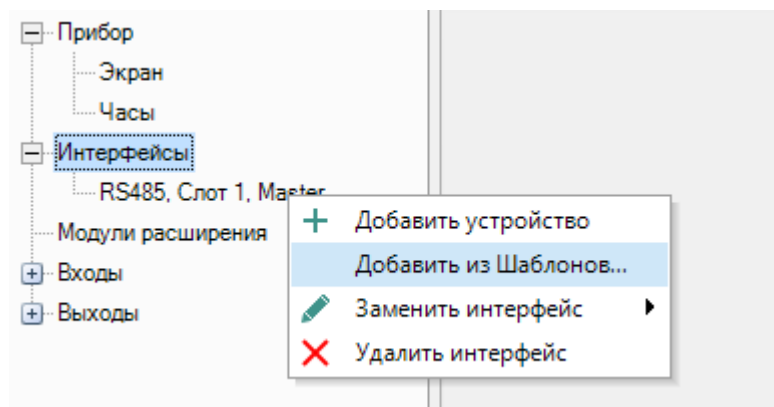 Прибор
Экран
Часы
Интерфейсы
RS485, Слот 1, Master
Модули расширения
Входы
Выходы
Добавить устройство
Добавить из Шаблонов...
Заменить интерфейс
Удалить интерфейс